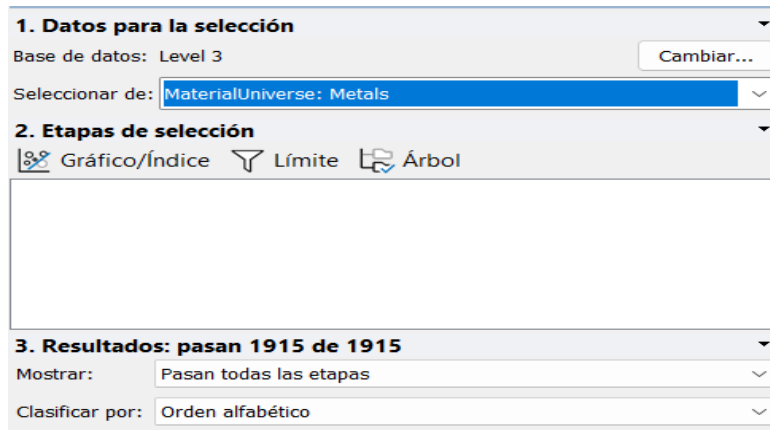 1. Datos para la selección
Base de datos: Level 3 Cambiar...
Seleccionar de: MaterialUniverse: Metals
2. Etapas de selección
Gráfico/Índice Límite Árbol
3. Resultados: pasan 1915 de 1915
Mostrar: Pasan todas las etapas
Clasificar por: Orden alfabético